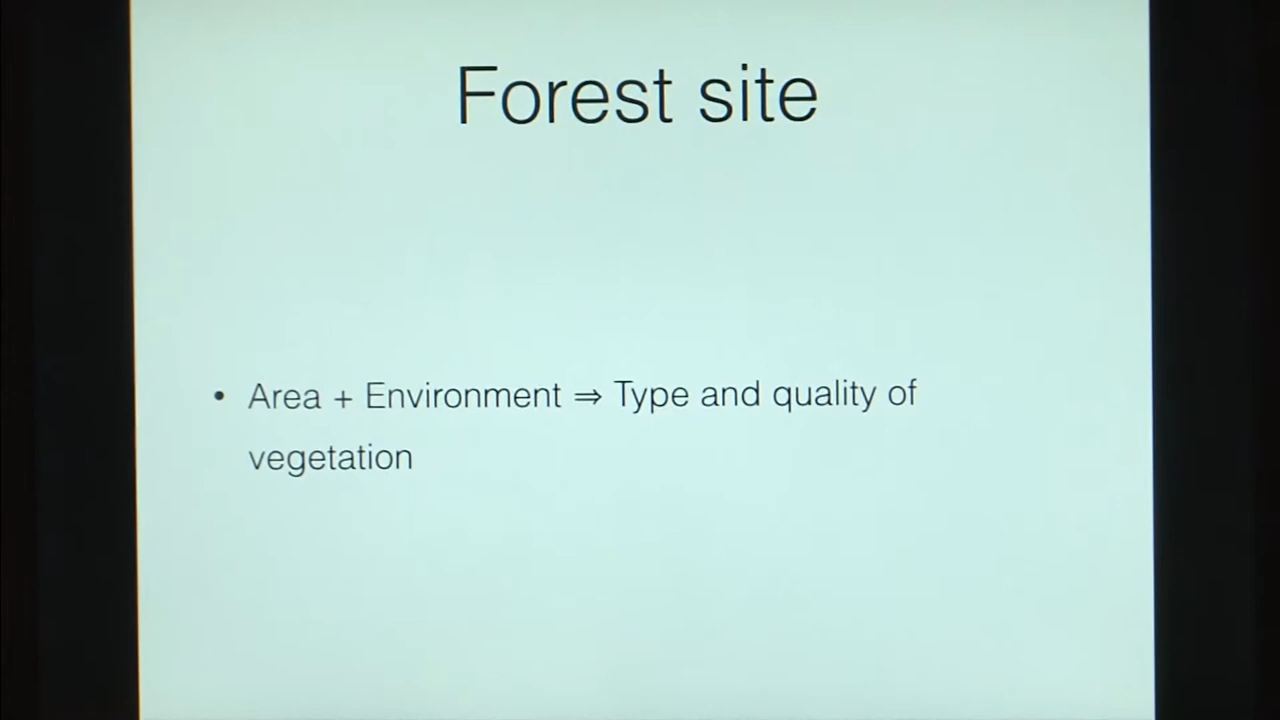 Forest site
• Area + Environment ⇒ Type and quality of
vegetation